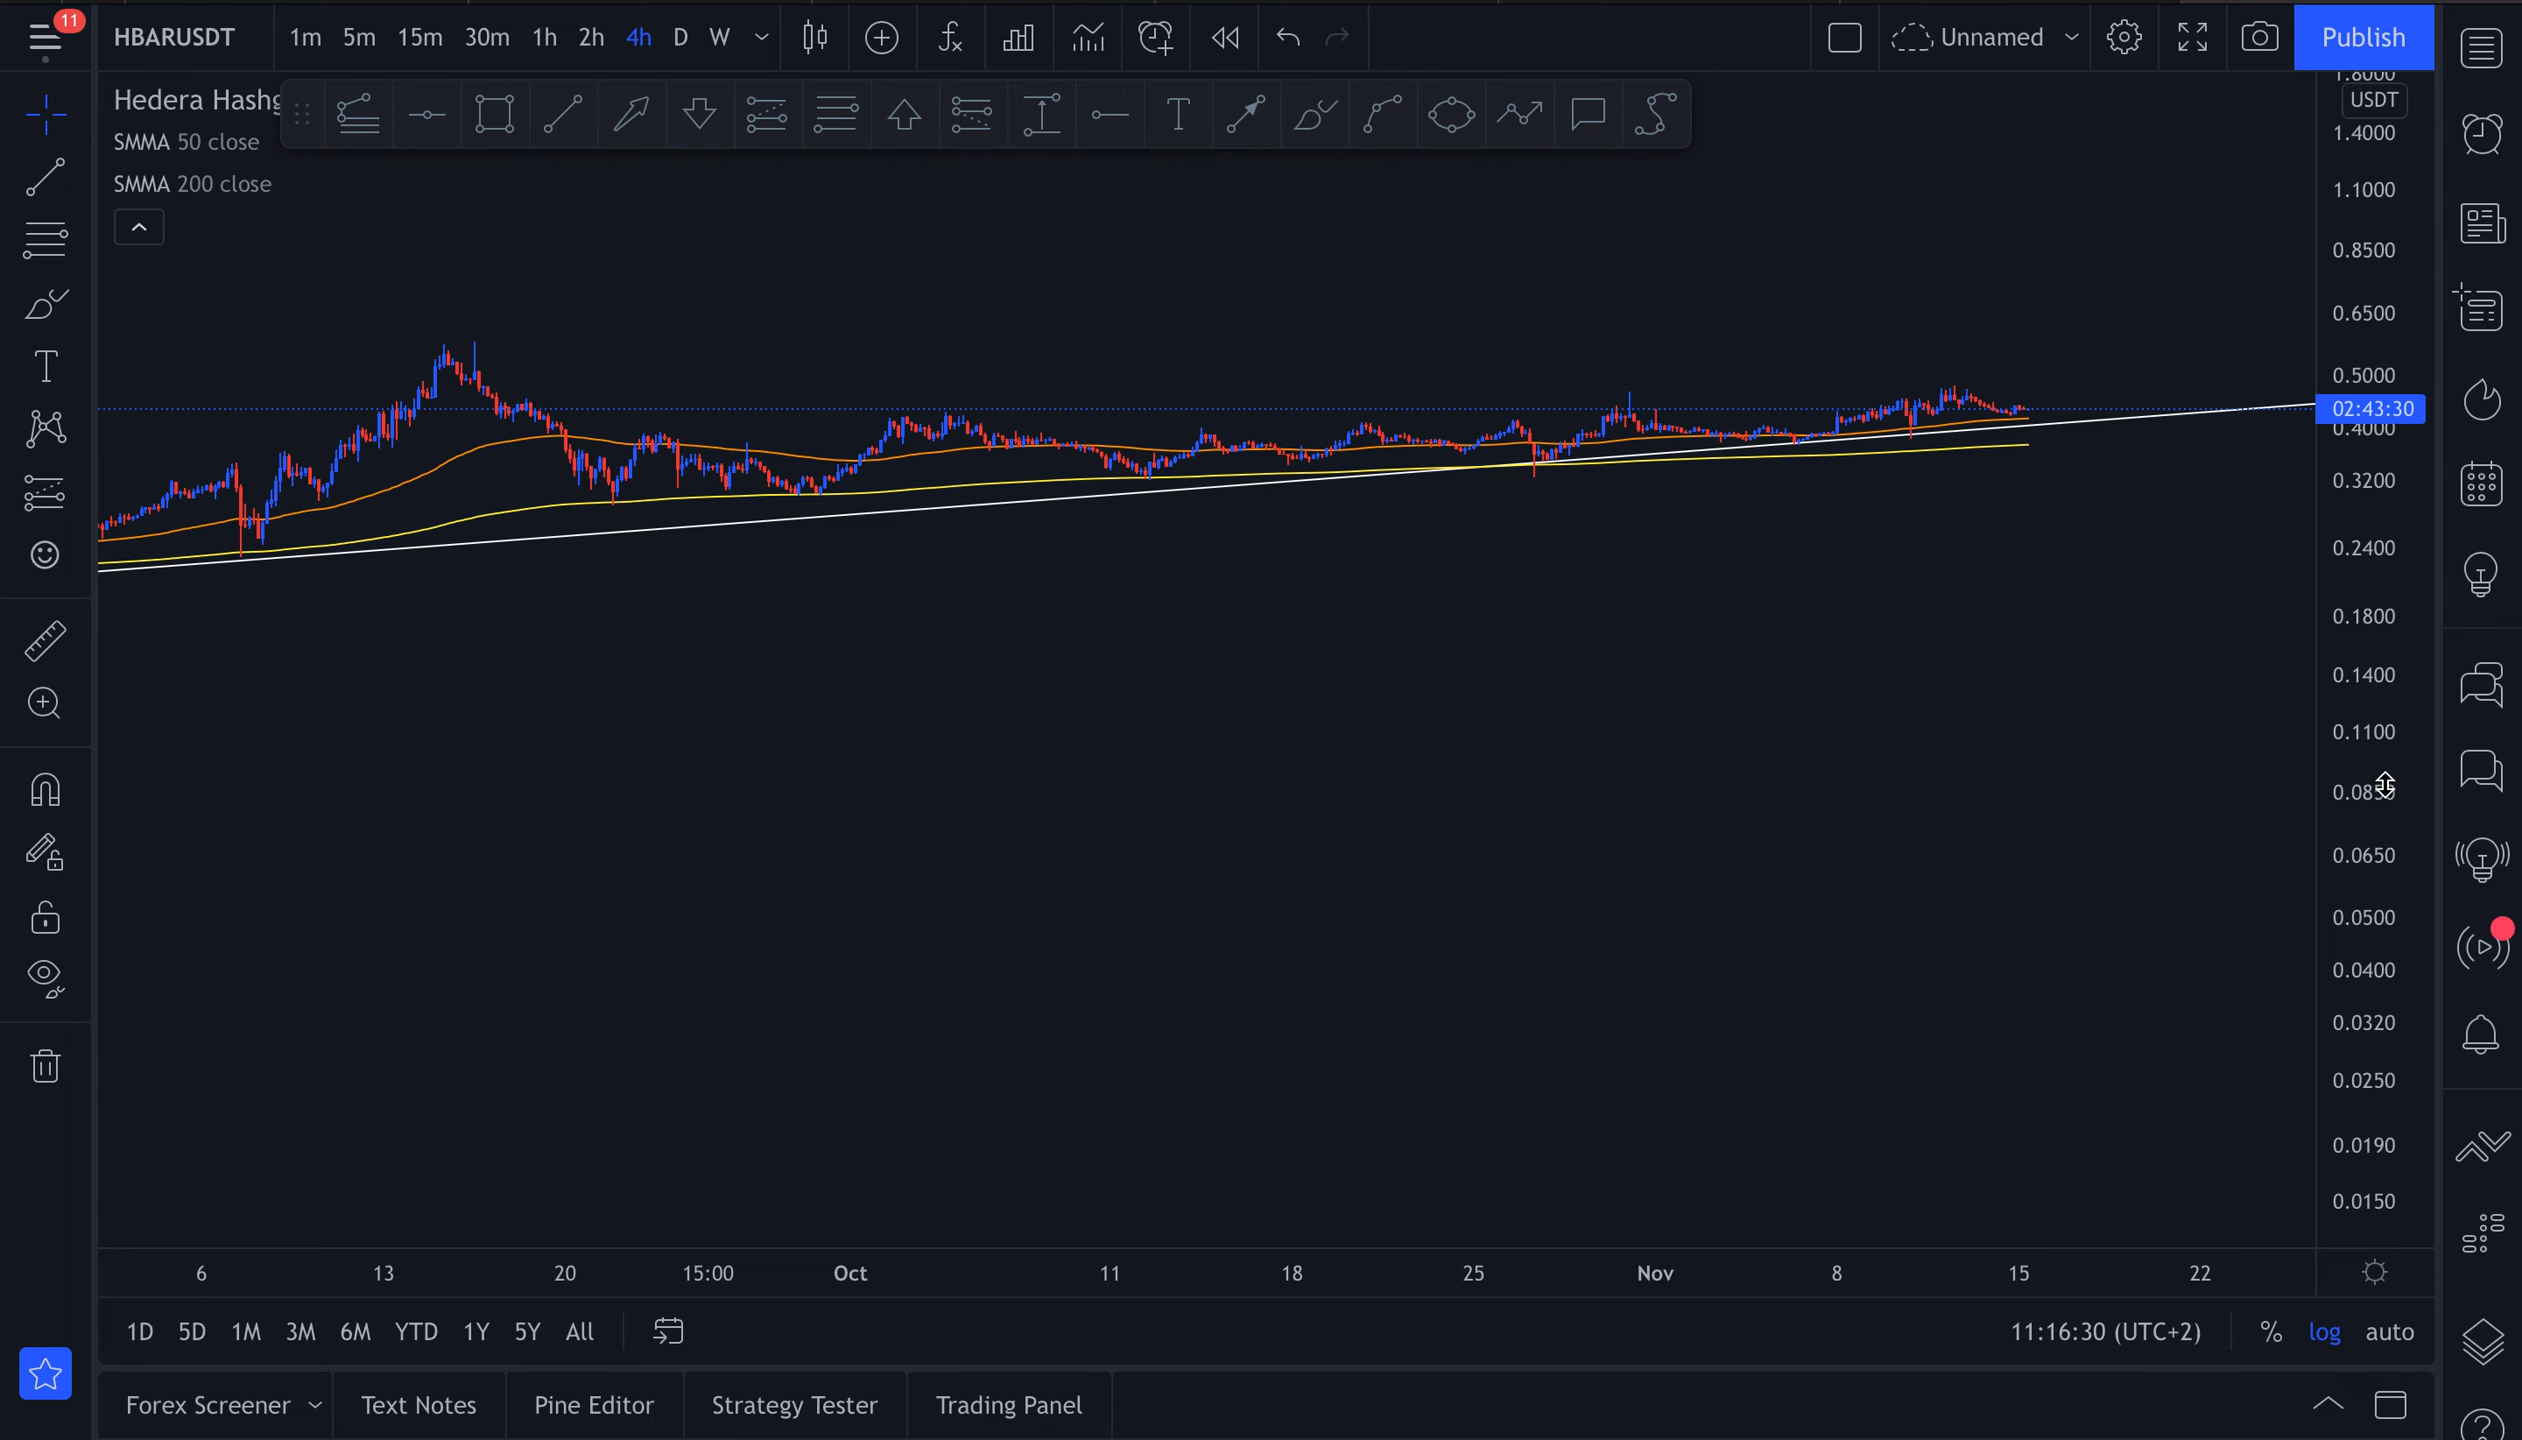 11
HBARUSDT
1m 5m 15m 30m 1h 2h 4h D W
Unnamed
Publish
Hedera
SMMA 50 close
SMMA 200 close
USDT
1.8000
1.4000
1.1000
0.8500
0.6500
0.5000
02:43:30
0.4000
0.3200
0.2400
0.1800
0.1400
0.1100
0.0850
0.0650
0.0500
0.0400
0.0320
0.0250
0.0190
0.0150
6 13 20 15:00 Oct 11 18 25 Nov 8 15 22
1D 5D 1M 3M 6M YTD 1Y 5Y All
11:16:30 (UTC+2) % log auto
Forex Screener Text Notes Pine Editor Strategy Tester Trading Panel